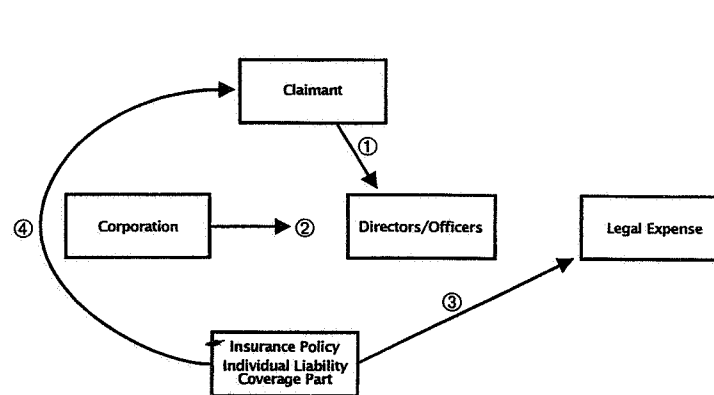 Claimant
①
④
Corporation
②
Directors/Officers
Legal Expense
③
Insurance Policy
Individual Liability
Coverage Part